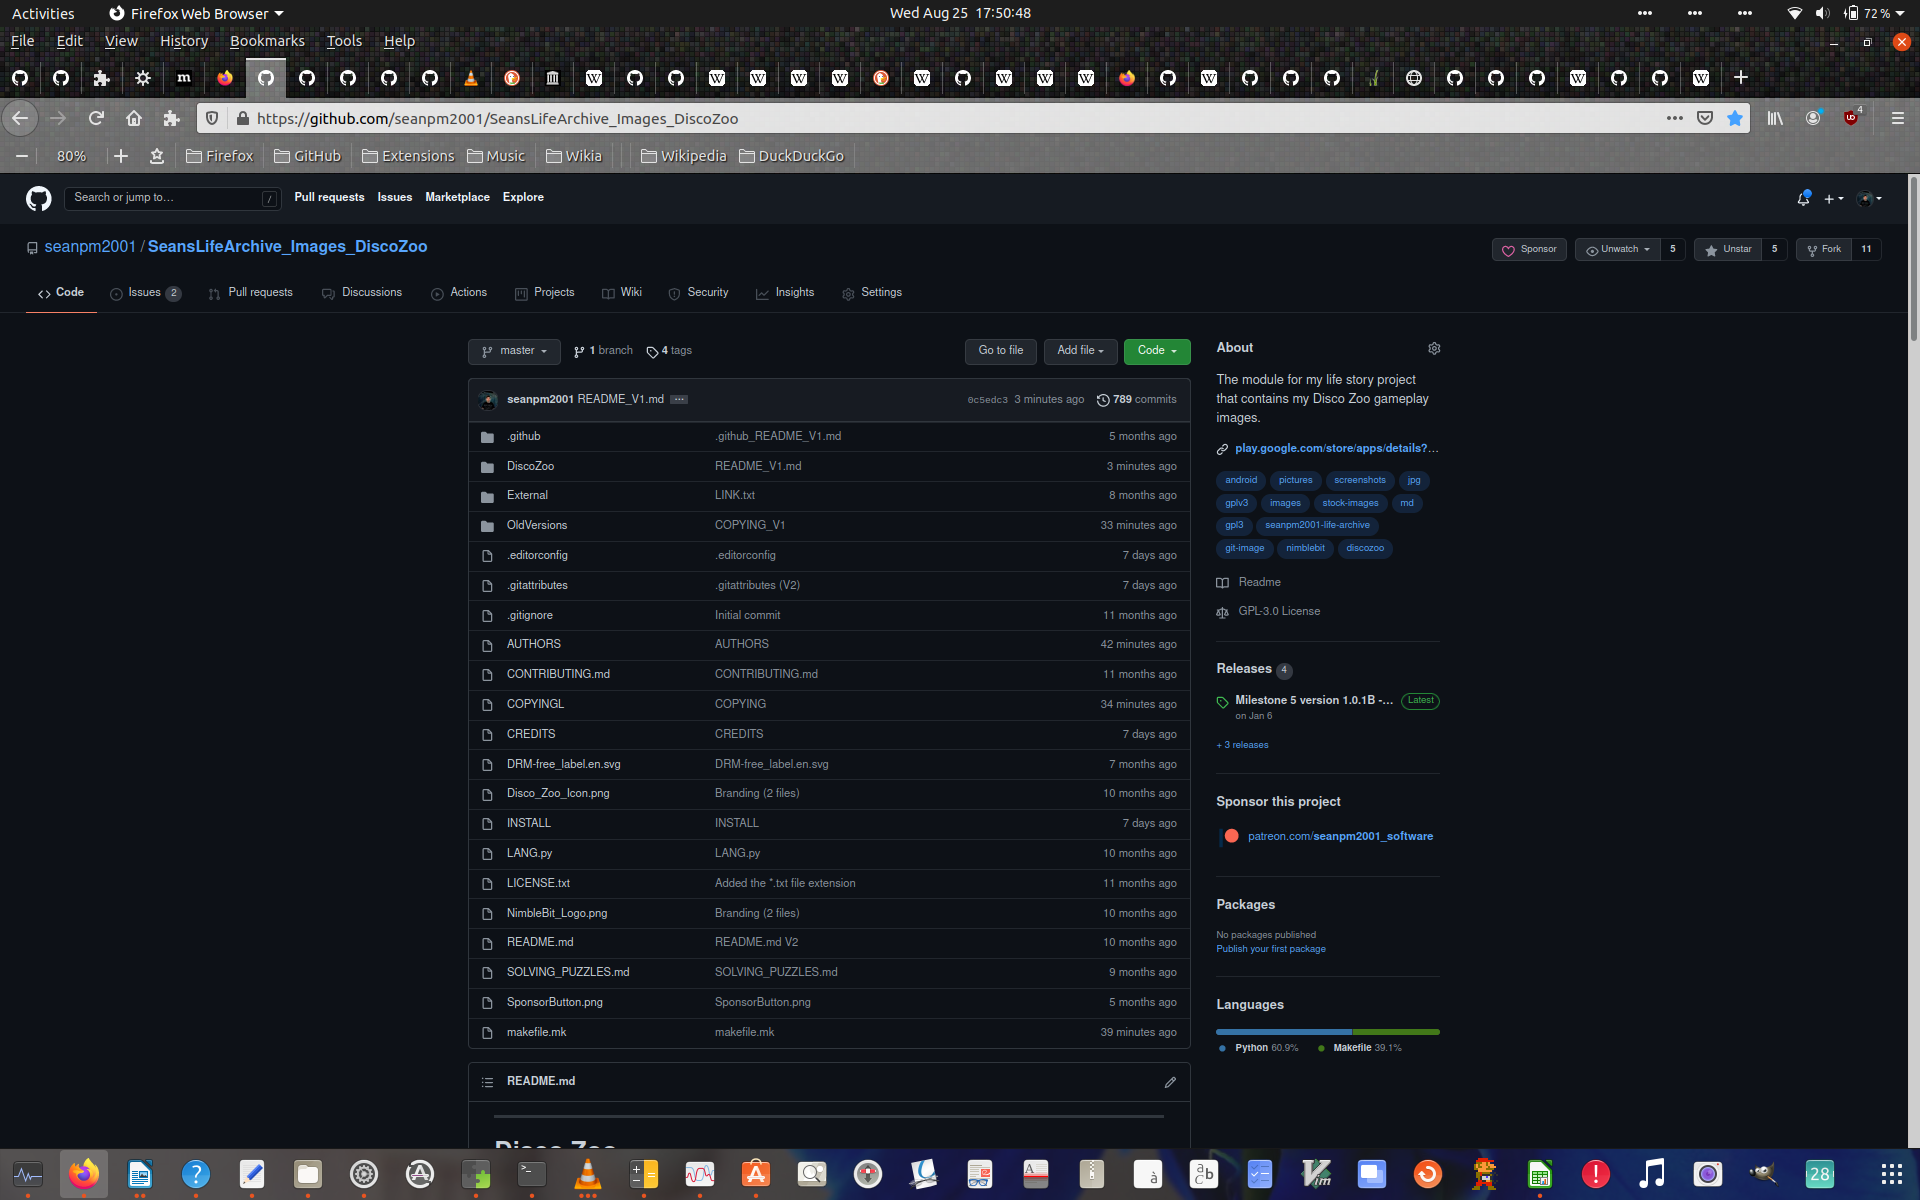 Activities Firefox Web Browser Wed Aug 25 17:50:48 72 %
File Edit View History Bookmarks Tools Help
https://github.com/seanpm2001/SeansLifeArchive_Images_DiscoZoo 4
80% Firefox GitHub Extensions Music Wikia Wikipedia DuckDuckGo
Search or jump to… / Pull requests Issues Marketplace Explore
seanpm2001 / SeansLifeArchive_Images_DiscoZoo Sponsor Unwatch 5 Unstar 5 Fork 11
Code Issues 2 Pull requests Discussions Actions Projects Wiki Security Insights Settings
master 1 branch 4 tags Go to file Add file Code
seanpm2001 README_V1.md ... 0c5edc3 3 minutes ago 789 commits
.github .github_README_V1.md 5 months ago
DiscoZoo README_V1.md 3 minutes ago
External LINK.txt 8 months ago
OldVersions COPYING_V1 33 minutes ago
.editorconfig .editorconfig 7 days ago
.gitattributes .gitattributes (V2) 7 days ago
.gitignore Initial commit 11 months ago
AUTHORS AUTHORS 42 minutes ago
CONTRIBUTING.md CONTRIBUTING.md 11 months ago
COPYINGL COPYING 34 minutes ago
CREDITS CREDITS 7 days ago
DRM-free_label.en.svg DRM-free_label.en.svg 7 months ago
Disco_Zoo_Icon.png Branding (2 files) 10 months ago
INSTALL INSTALL 7 days ago
LANG.py LANG.py 10 months ago
LICENSE.txt Added the *.txt file extension 11 months ago
NimbleBit_Logo.png Branding (2 files) 10 months ago
README.md README.md V2 10 months ago
SOLVING_PUZZLES.md SOLVING_PUZZLES.md 9 months ago
SponsorButton.png SponsorButton.png 5 months ago
makefile.mk makefile.mk 39 minutes ago
README.md
Disco Zoo
About
The module for my life story project
that contains my Disco Zoo gameplay
images.
play.google.com/store/apps/details?…
android pictures screenshots jpg
gplv3 images stock-images md
gpl3 seanpm2001-life-archive
git-image nimblebit discozoo
Readme
GPL-3.0 License
Releases 4
Milestone 5 version 1.0.1B -… Latest
on Jan 6
+ 3 releases
Sponsor this project
patreon.com/seanpm2001_software
Packages
No packages published
Publish your first package
Languages
Python 60.9% Makefile 39.1%
28